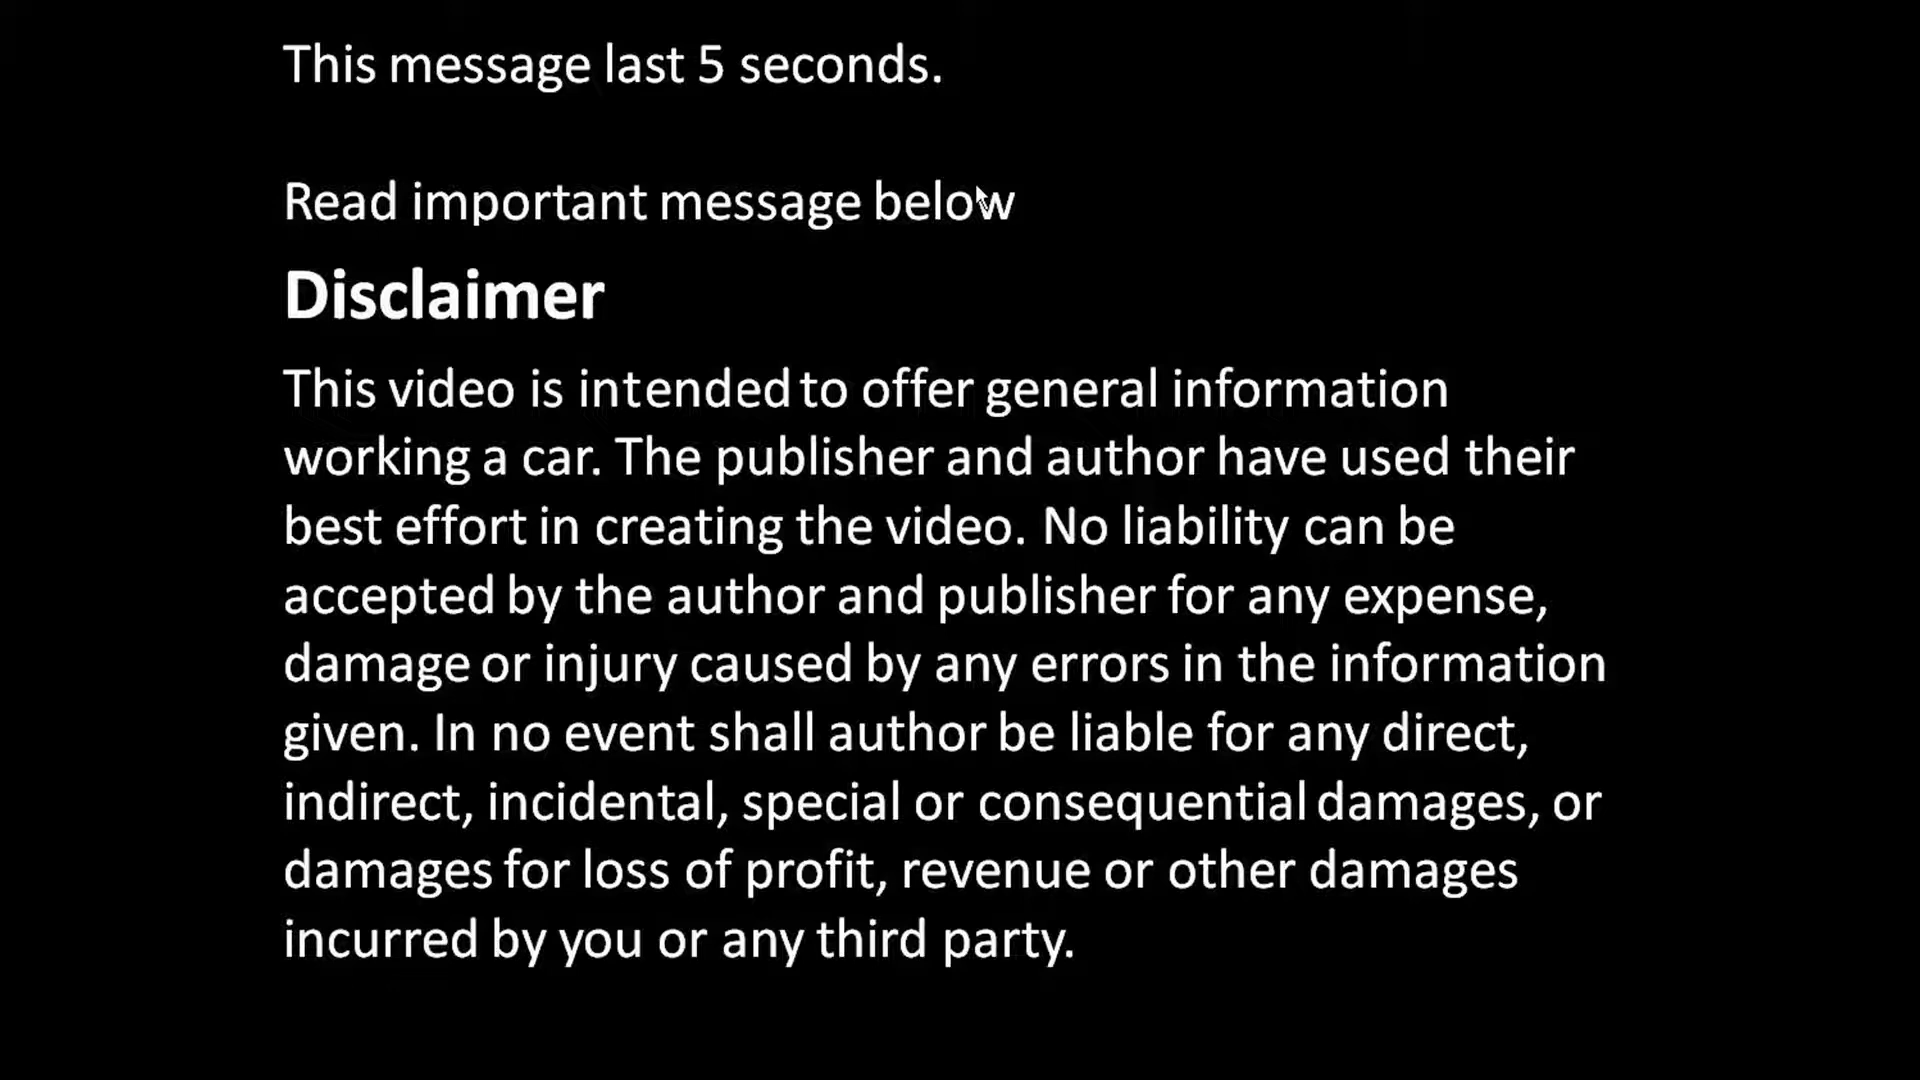 This message last 5 seconds.
Read important message below
Disclaimer
This video is intended to offer general information
working a car. The publisher and author have used their
best effort in creating the video. No liability can be
accepted by the author and publisher for any expense,
damage or injury caused by any errors in the information
given. In no event shall author be liable for any direct,
indirect, incidental, special or consequential damages, or
damages for loss of profit, revenue or other damages
incurred by you or any third party.